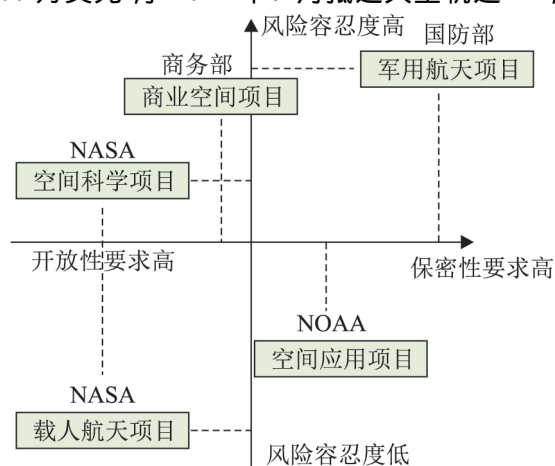 风险容忍度高
国防部
商务部
军用航天项目
商业空间项目
NASA
空间科学项目
开放性要求高
保密性要求高
NOAA
空间应用项目
NASA
载人航天项目
风险容忍度低